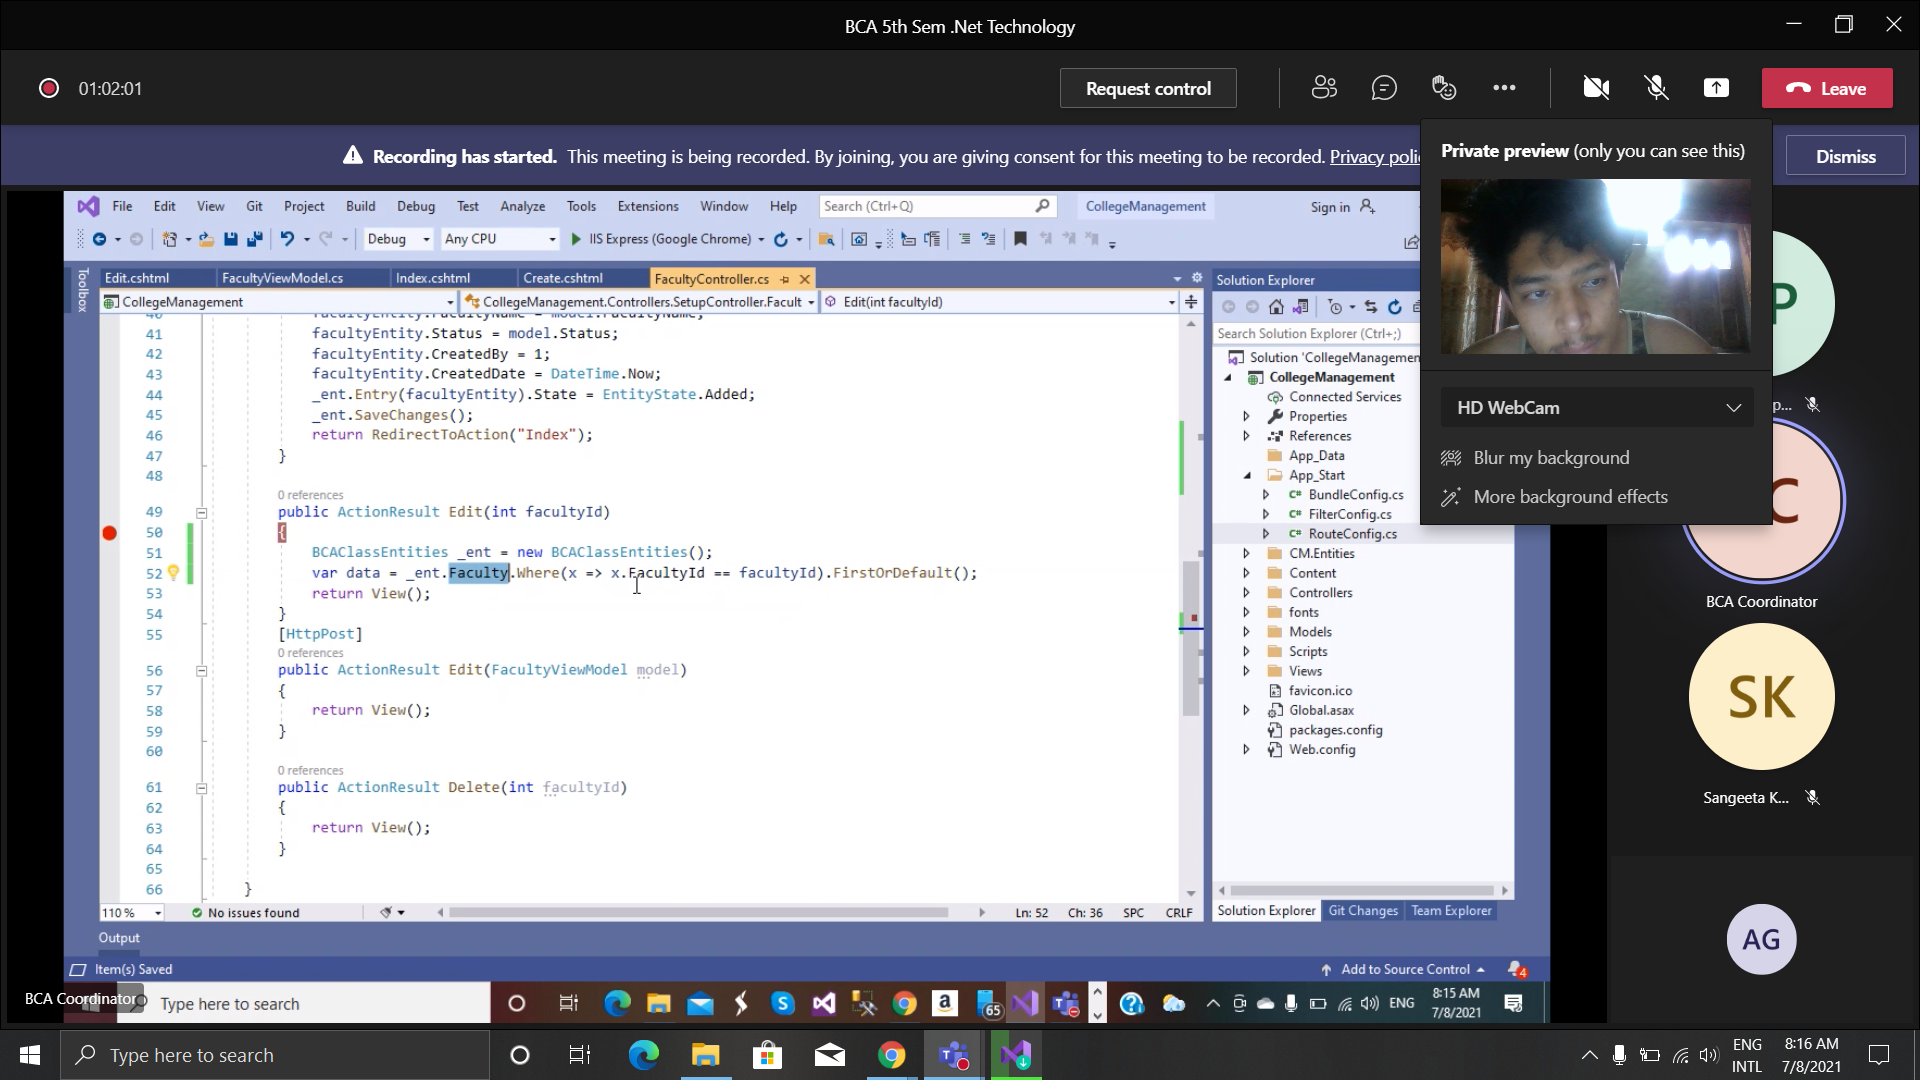 BCA 5th Sem .Net Technology
01:02:01
Request control
Leave
Recording has started. This meeting is being recorded. By joining, you are giving consent for this meeting to be recorded. Privacy poli
Dismiss
Private preview (only you can see this)
HD WebCam
Blur my background
More background effects
File Edit View Git Project Build Debug Test Analyze Tools Extensions Window Help Search (Ctrl+Q) CollegeManagement Sign in
Debug Any CPU IIS Express (Google Chrome)
Toolbox
Edit.cshtml FacultyViewModel.cs Index.cshtml Create.cshtml FacultyController.cs
CollegeManagement CollegeManagement.Controllers.SetupController.Facult Edit(int facultyId)
41 facultyEntity.Status = model.Status;
42 facultyEntity.CreatedBy = 1;
43 facultyEntity.CreatedDate = DateTime.Now;
44 _ent.Entry(facultyEntity).State = EntityState.Added;
45 _ent.SaveChanges();
46 return RedirectToAction("Index");
47 }
48
0 references
49 public ActionResult Edit(int facultyId)
50 {
51 BCAClassEntities _ent = new BCAClassEntities();
52 var data = _ent.Faculty.Where(x => x.FacultyId == facultyId).FirstOrDefault();
53 return View();
54 }
55 [HttpPost]
0 references
56 public ActionResult Edit(FacultyViewModel model)
57 {
58 return View();
59 }
60
0 references
61 public ActionResult Delete(int facultyId)
62 {
63 return View();
64 }
65
66 }
110 % No issues found Ln: 52 Ch: 36 SPC CRLF
Output
Item(s) Saved
Add to Source Control
4
Solution Explorer
Search Solution Explorer (Ctrl+;)
Solution 'CollegeManagement
CollegeManagement
Connected Services
Properties
References
App_Data
App_Start
C# BundleConfig.cs
C# FilterConfig.cs
C# RouteConfig.cs
CM.Entities
Content
Controllers
fonts
Models
Scripts
Views
favicon.ico
Global.asax
packages.config
Web.config
Solution Explorer Git Changes Team Explorer
P
p...
C
BCA Coordinator
SK
Sangeeta K...
AG
BCA Coordinator
Type here to search
65
ENG
8:15 AM
7/8/2021
Type here to search
ENG
INTL
8:16 AM
7/8/2021